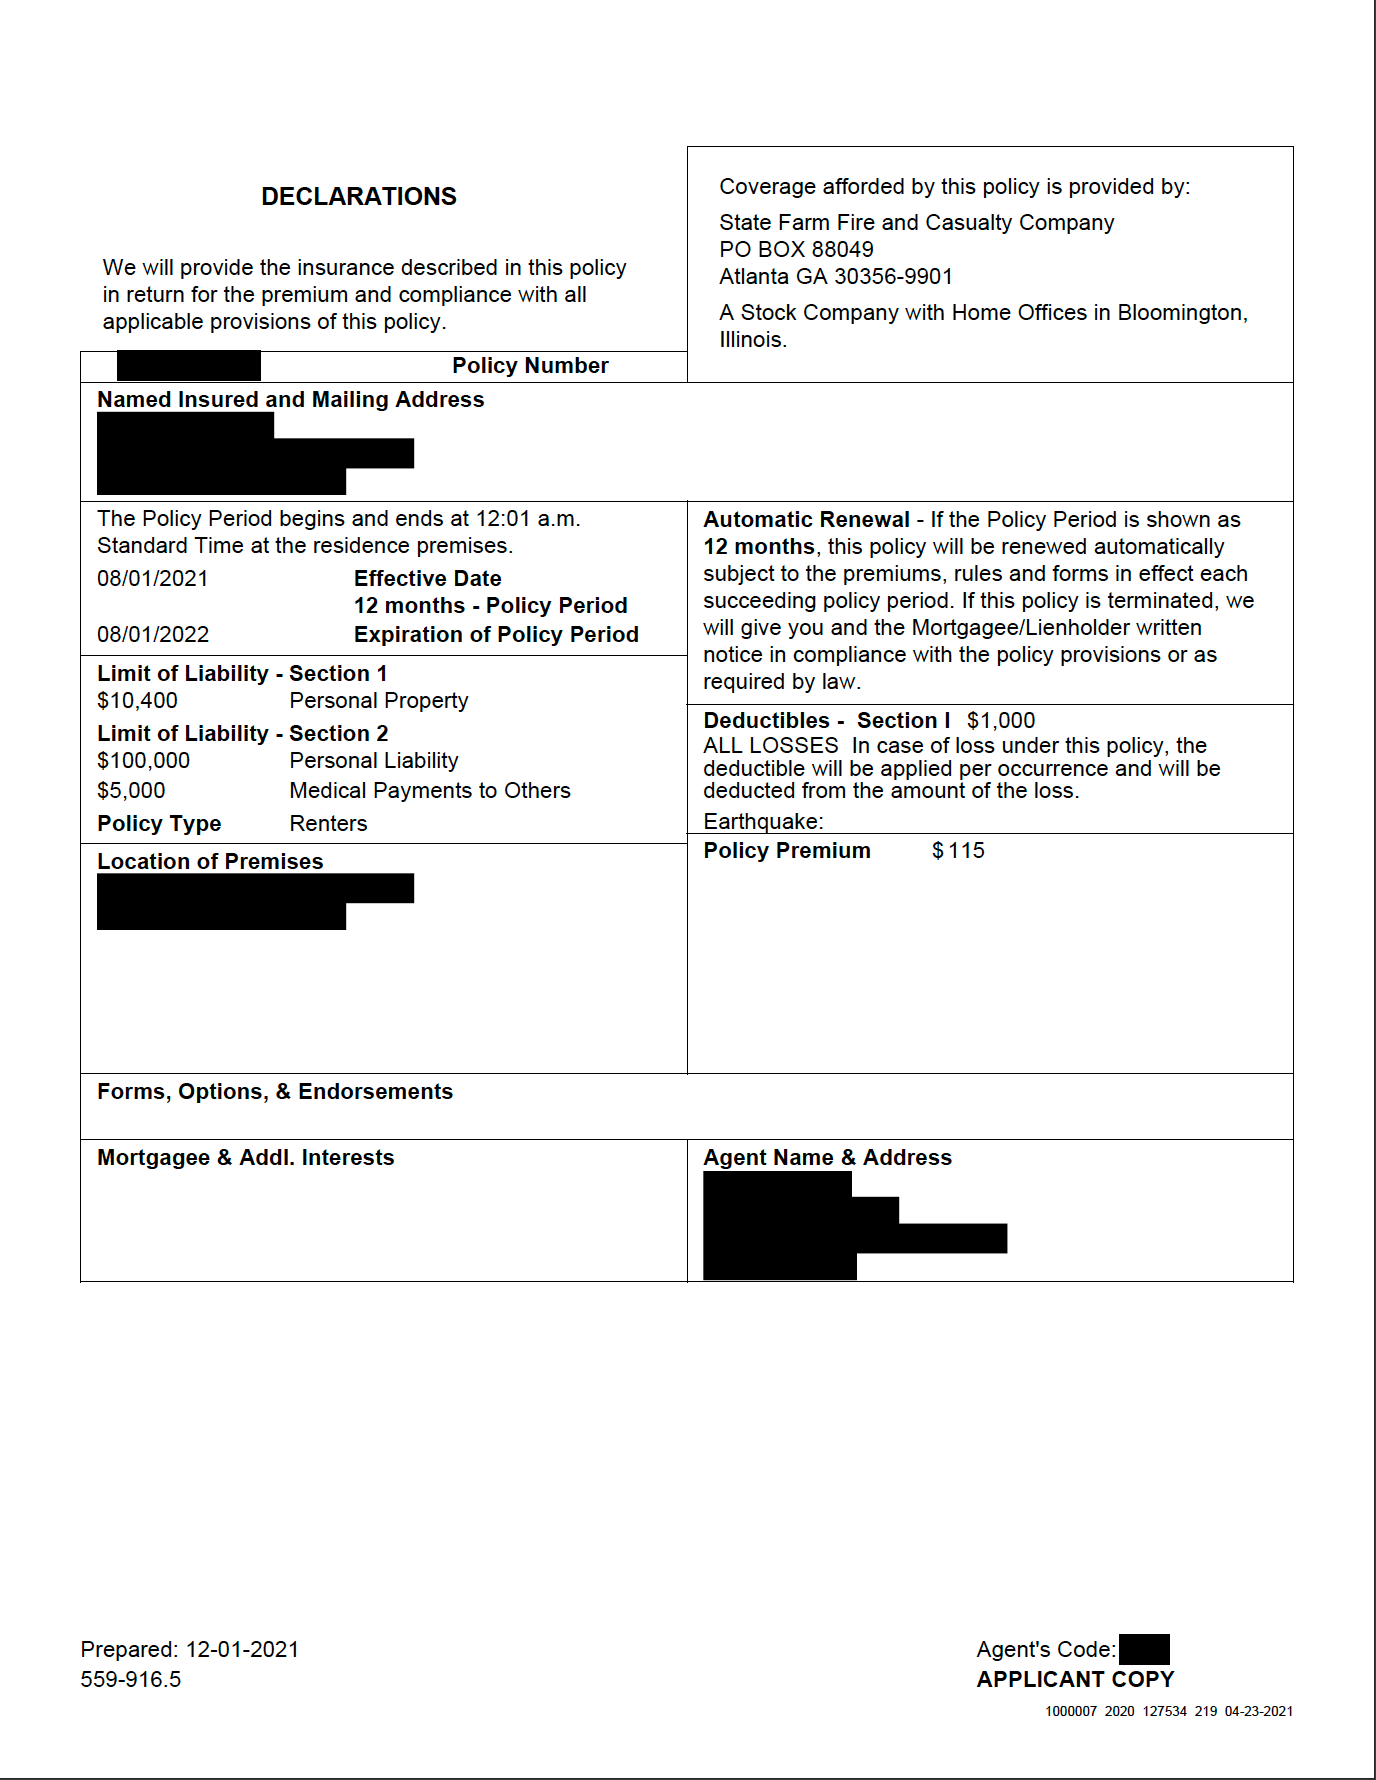 DECLARATIONS
We will provide the insurance described in this policy
in return for the premium and compliance with all
applicable provisions of this policy.
Coverage afforded by this policy is provided by:
State Farm Fire and Casualty Company
PO BOX 88049
Atlanta GA 30356-9901
A Stock Company with Home Offices in Bloomington,
Illinois.
Policy Number
Named Insured and Mailing Address
The Policy Period begins and ends at 12:01 a.m.
Standard Time at the residence premises.
08/01/2021 Effective Date
12 months - Policy Period
08/01/2022 Expiration of Policy Period
Automatic Renewal - If the Policy Period is shown as
12 months, this policy will be renewed automatically
subject to the premiums, rules and forms in effect each
succeeding policy period. If this policy is terminated, we
will give you and the Mortgagee/Lienholder written
notice in compliance with the policy provisions or as
required by law.
Limit of Liability - Section 1
$10,400 Personal Property
Limit of Liability - Section 2
$100,000 Personal Liability
$5,000 Medical Payments to Others
Policy Type Renters
Deductibles - Section I $1,000
ALL LOSSES In case of loss under this policy, the
deductible will be applied per occurrence and will be
deducted from the amount of the loss.
Earthquake:
Location of Premises
Policy Premium $ 115
Forms, Options, & Endorsements
Mortgagee & Addl. Interests
Agent Name & Address
Prepared: 12-01-2021
559-916.5
Agent's Code:
APPLICANT COPY
1000007 2020 127534 219 04-23-2021